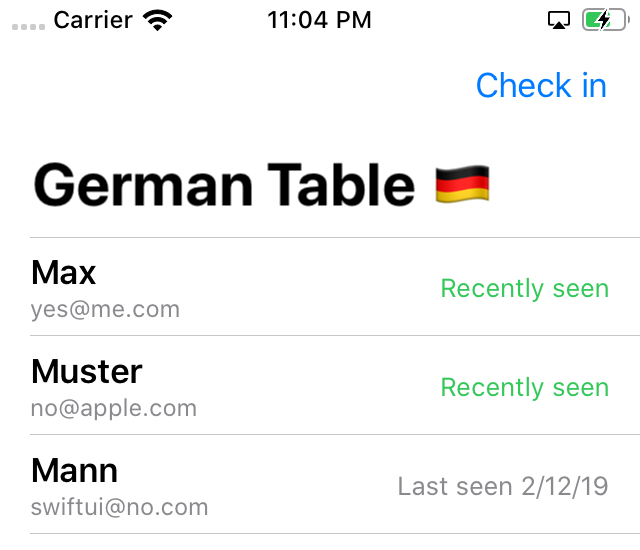 Carrier 11:04 PM
Check in
German Table 🇩🇪
Max
yes@me.com
Recently seen
Muster
no@apple.com
Recently seen
Mann
swiftui@no.com
Last seen 2/12/19